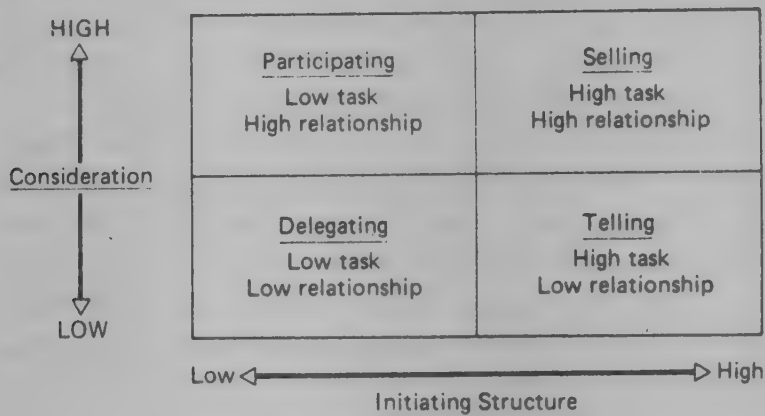 HIGH
Participating
Low task
High relationship
Selling
High task
High relationship
Consideration
Delegating
Low task
Low relationship
Telling
High task
Low relationship
LOW
Low
High
Initiating Structure